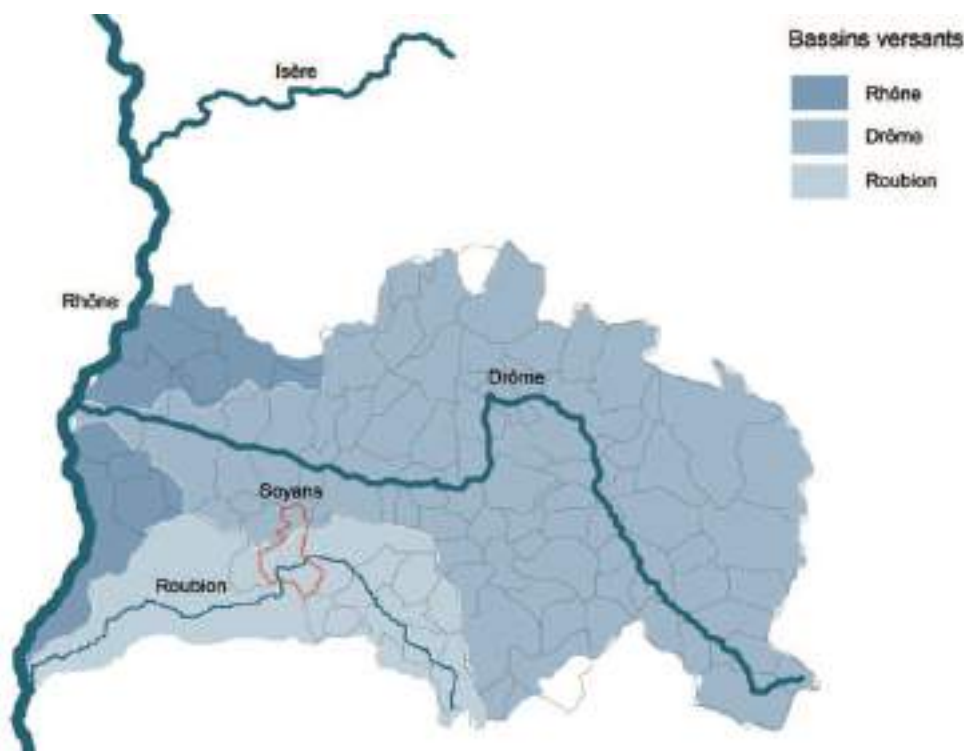 Bassins versants
Isère
Rhône
Drôme
Roubion
Rhône
Drôme
Soyans
Roubion